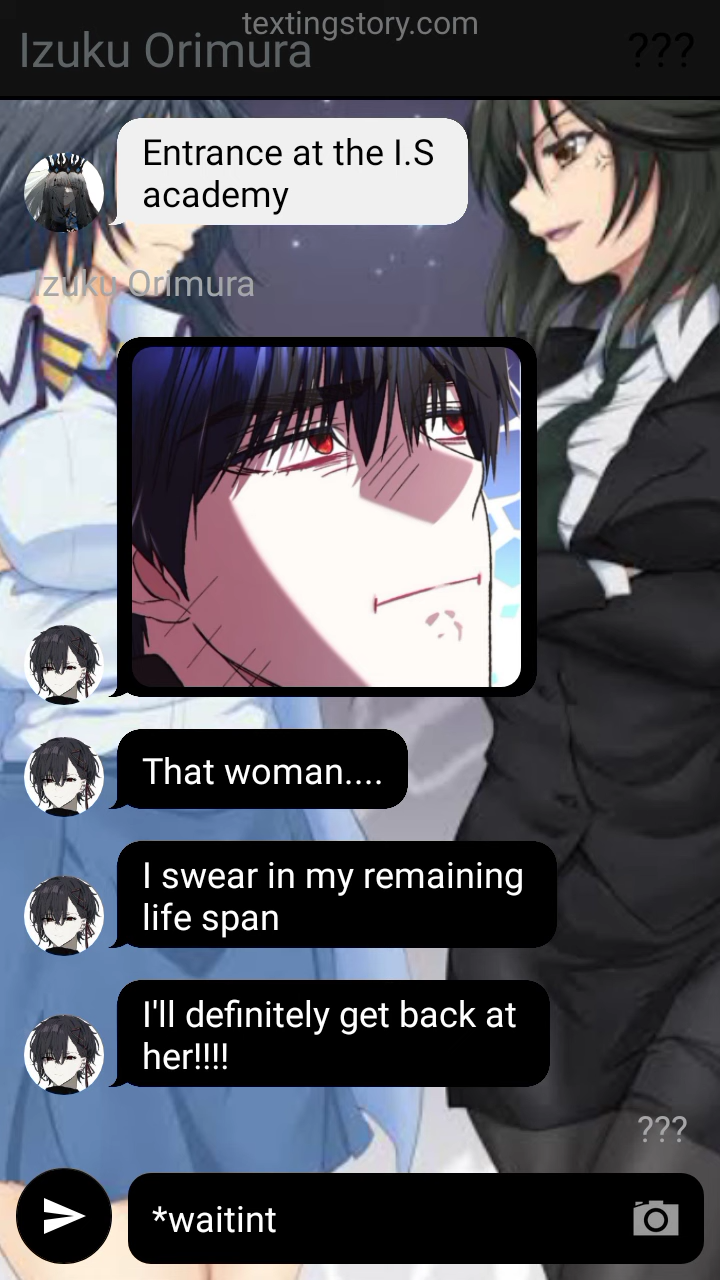 textingstory.com
Izuku Orimura
???
Entrance at the I.S
academy
Izuku Orimura
That woman....
I swear in my remaining
life span
I'll definitely get back at
her!!!!
???
*waitint